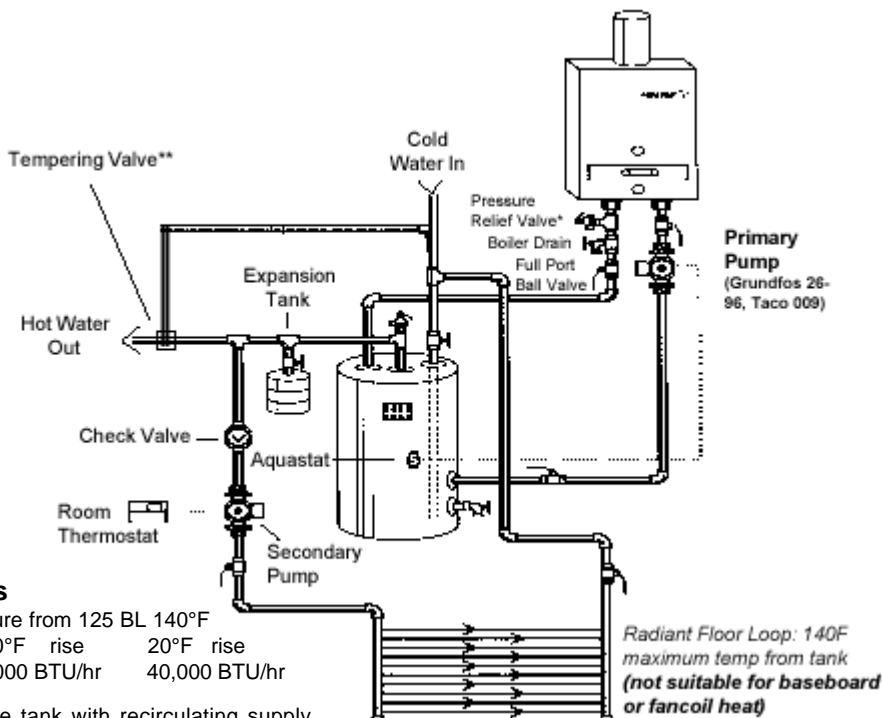 Cold
Water In
Tempering Valve**
Pressure
Relief Valve*
Boiler Drain
Full Port
Ball Valve
Primary
Pump
(Grundfos 26-
96, Taco 009)
Expansion
Tank
Hot Water
Out
Check Valve
Aquastat
Room
Thermostat
Secondary
Pump
s
ure from 125 BL 140°F
0°F rise 20°F rise
000 BTU/hr 40,000 BTU/hr
e tank with recirculating supply
Radiant Floor Loop: 140F
maximum temp from tank
(not suitable for baseboard
or fancoil heat)